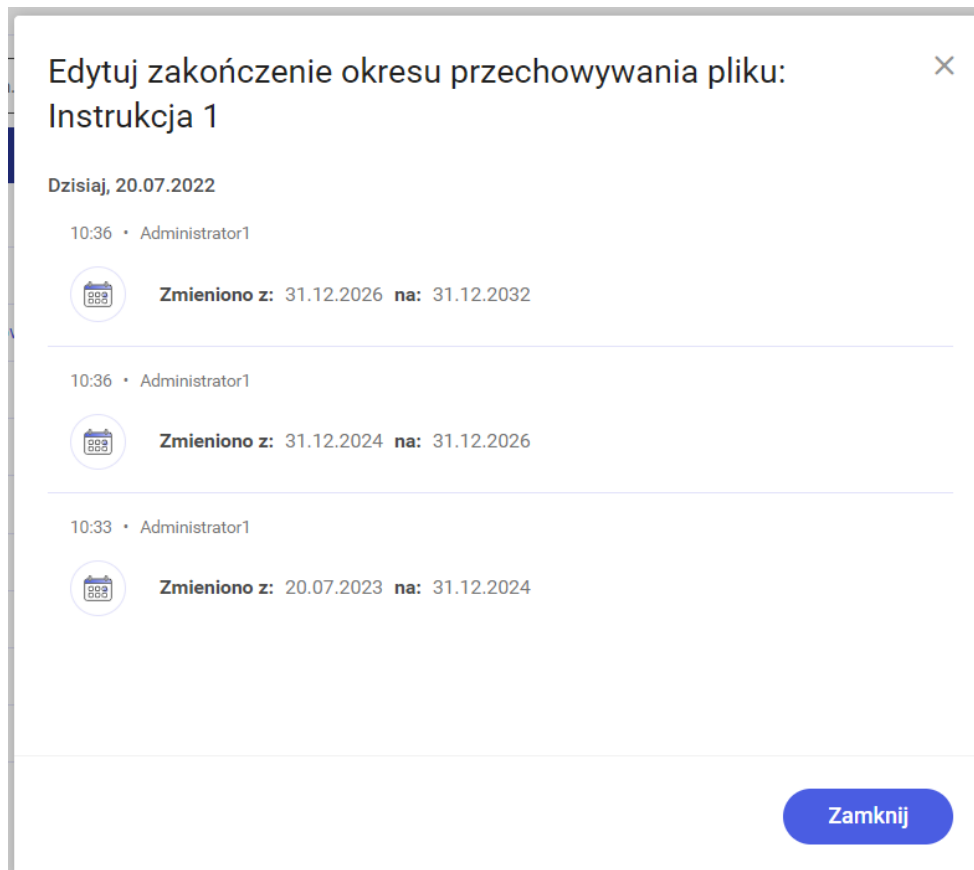 Edytuj zakończenie okresu przechowywania pliku:
Instrukcja 1
Dzisiaj, 20.07.2022
10:36 • Administrator1
Zmieniono z: 31.12.2026 na: 31.12.2032
10:36 • Administrator1
Zmieniono z: 31.12.2024 na: 31.12.2026
10:33 • Administrator1
Zmieniono z: 20.07.2023 na: 31.12.2024
Zamknij